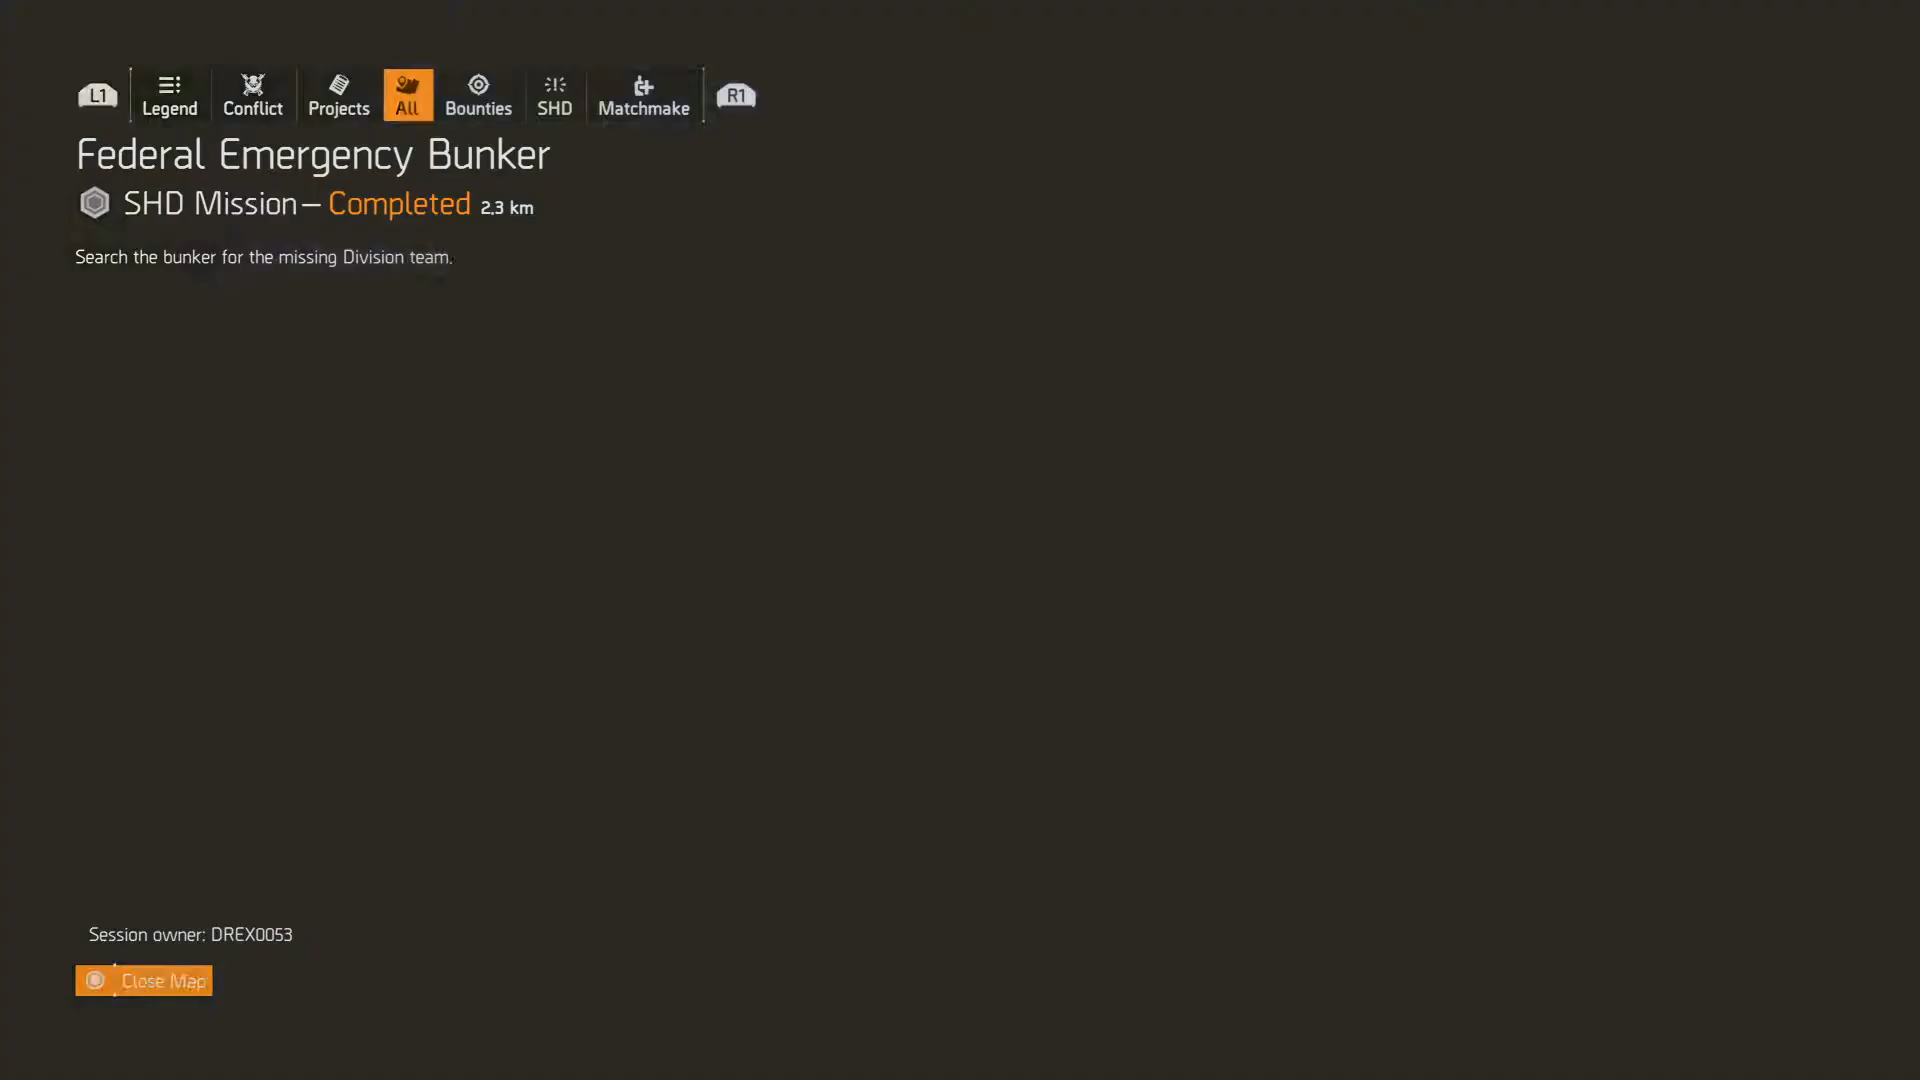 L1 Legend Conflict Projects All Bounties SHD Matchmake R1
Federal Emergency Bunker
SHD Mission — Completed 2.3 km
Search the bunker for the missing Division team.
Session owner: DREX0053
Close Map